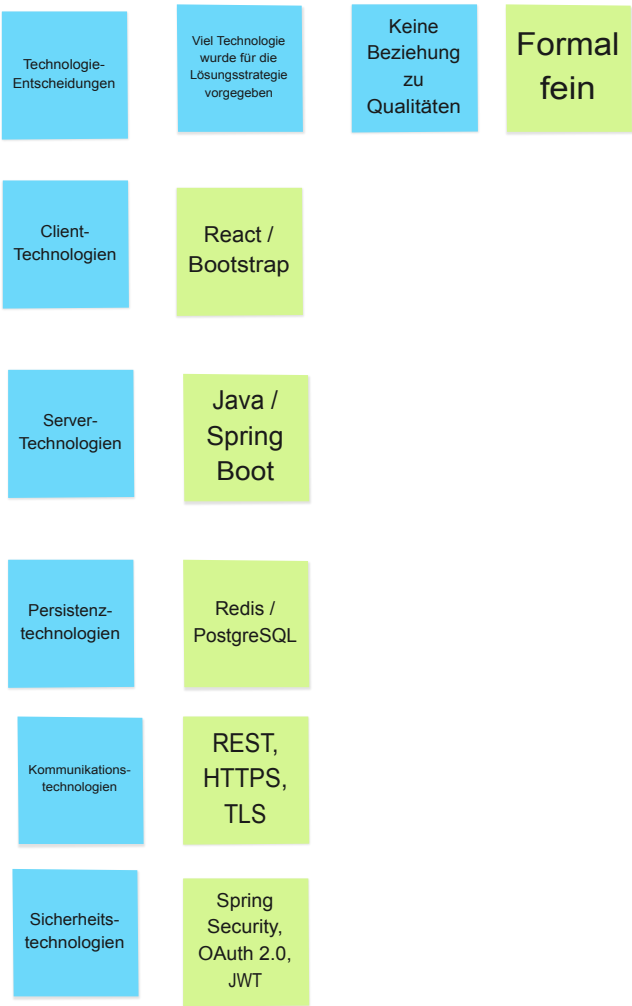 Technologie-
Entscheidungen
Viel Technologie
wurde für die
Lösungsstrategie
vorgegeben
Keine
Beziehung
zu
Qualitäten
Formal
fein
Client-
Technologien
React /
Bootstrap
Server-
Technologien
Java /
Spring
Boot
Persistenz-
technologien
Redis /
PostgreSQL
Kommunikations-
technologien
REST,
HTTPS,
TLS
Sicherheits-
technologien
Spring
Security,
OAuth 2.0,
JWT